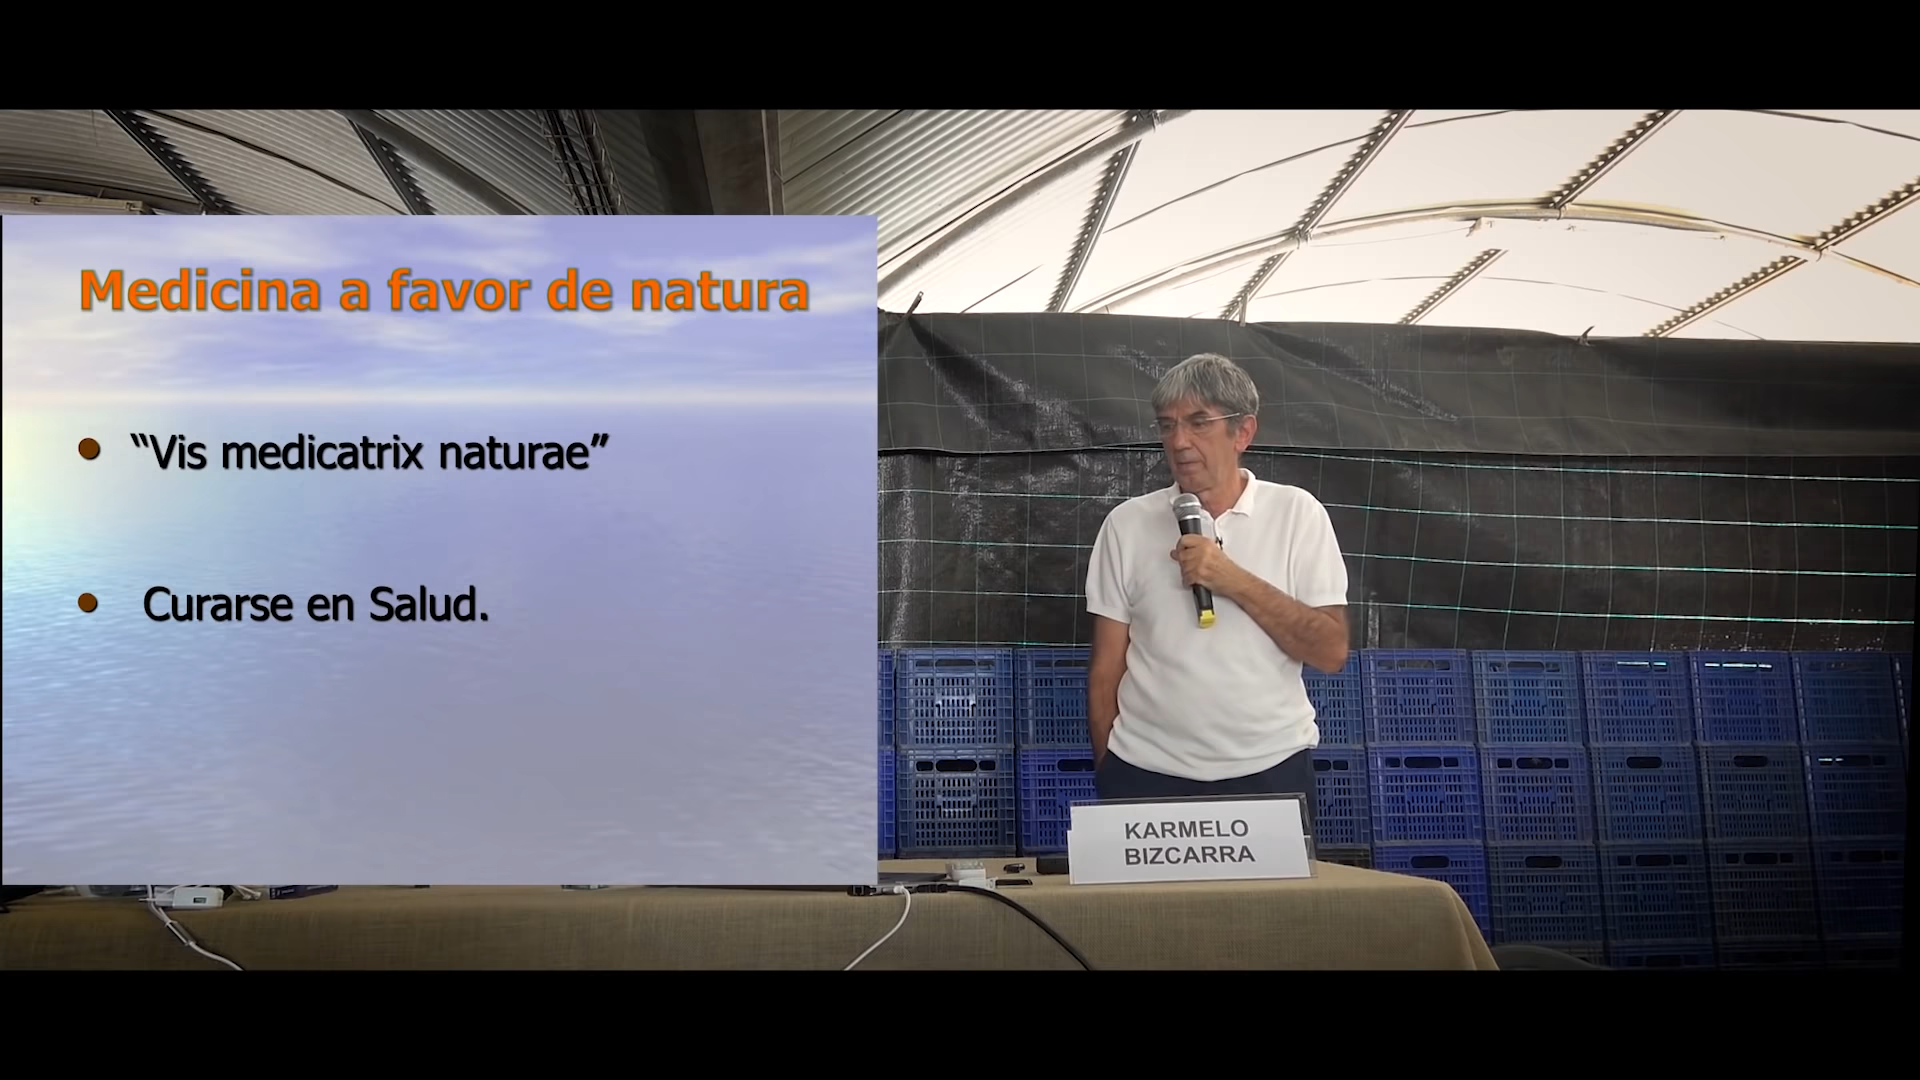 Medicina a favor de natura
“Vis medicatrix naturae”
Curarse en Salud.
KARMELO
BIZCARRA